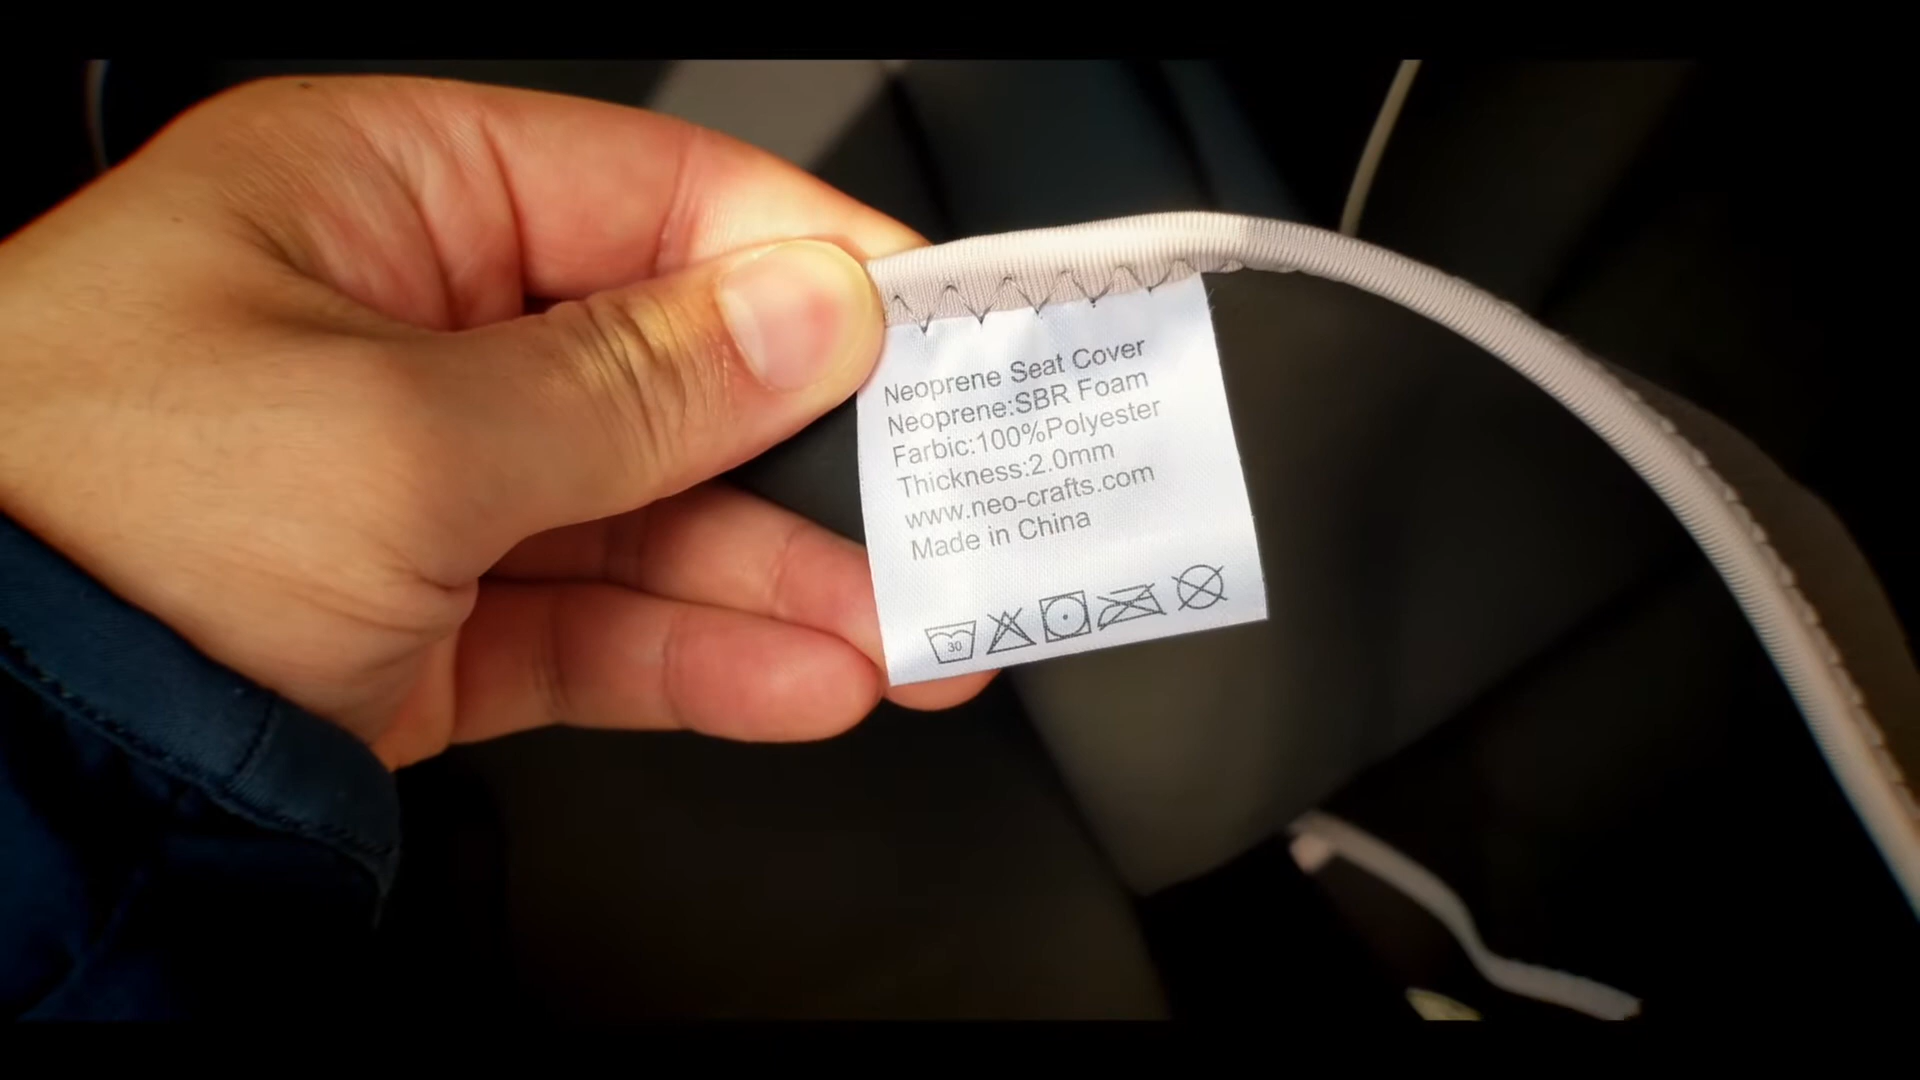 Neoprene Seat Cover
Neoprene:SBR Foam
Farbic:100%Polyester
Thickness:2.0mm
www.neo-crafts.com
Made in China
30